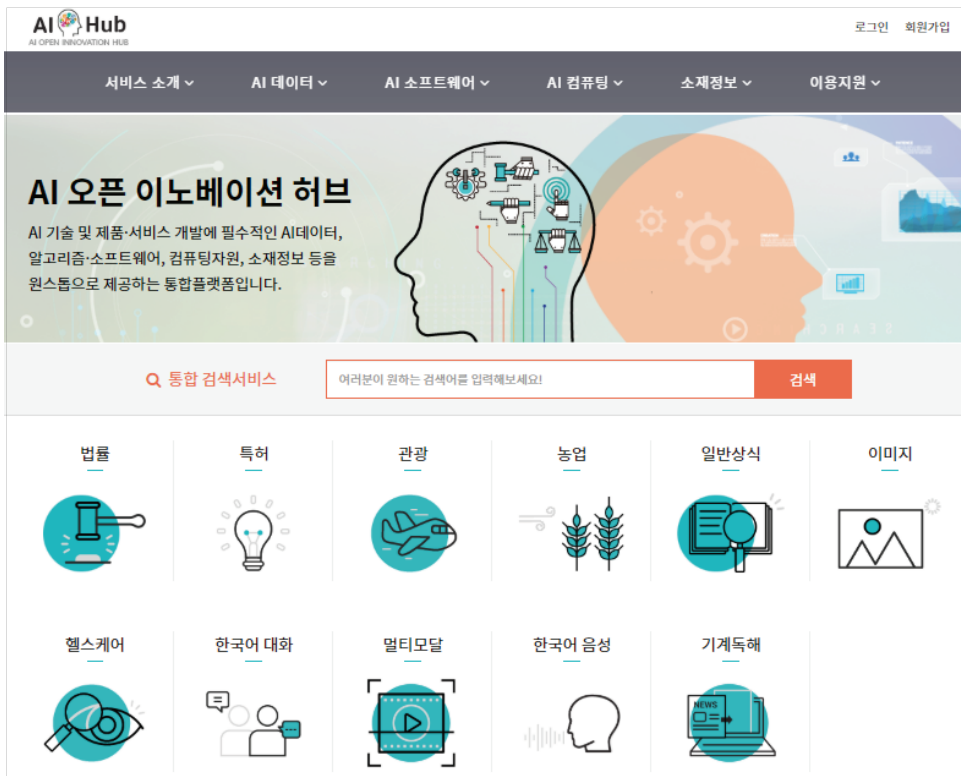 AI Hub
AI OPEN INNOVATION HUB
로그인 회원가입
서비스 소개 AI 데이터 AI 소프트웨어 AI 컴퓨팅 소재정보 이용지원
AI 오픈 이노베이션 허브
AI 기술 및 제품·서비스 개발에 필수적인 AI데이터,
알고리즘·소프트웨어, 컴퓨팅자원, 소재정보 등을
원스톱으로 제공하는 통합플랫폼입니다.
통합 검색서비스 여러분이 원하는 검색어를 입력해보세요! 검색
법률 특허 관광 농업 일반상식 이미지
헬스케어 한국어 대화 멀티모달 한국어 음성 기계독해
NEWS